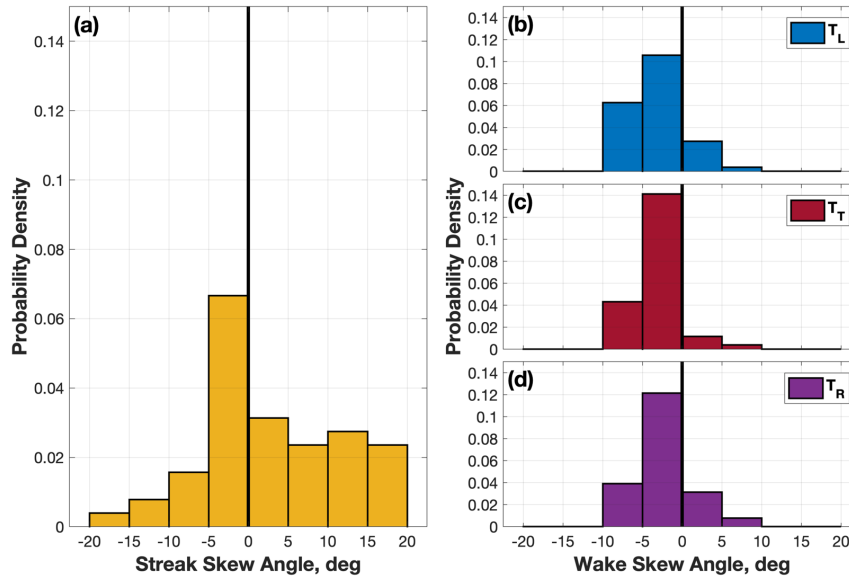 (a)
0.14
0.12
0.1
0.08
0.06
0.04
0.02
0
Probability Density
-20 -15 -10 -5 0 5 10 15 20
Streak Skew Angle, deg
(b)
T_L
0.14
0.12
0.1
0.08
0.06
0.04
0.02
0
(c)
T_T
0.14
0.12
0.1
0.08
0.06
0.04
0.02
0
Probability Density
(d)
T_R
0.14
0.12
0.1
0.08
0.06
0.04
0.02
0
-20 -15 -10 -5 0 5 10 15 20
Wake Skew Angle, deg